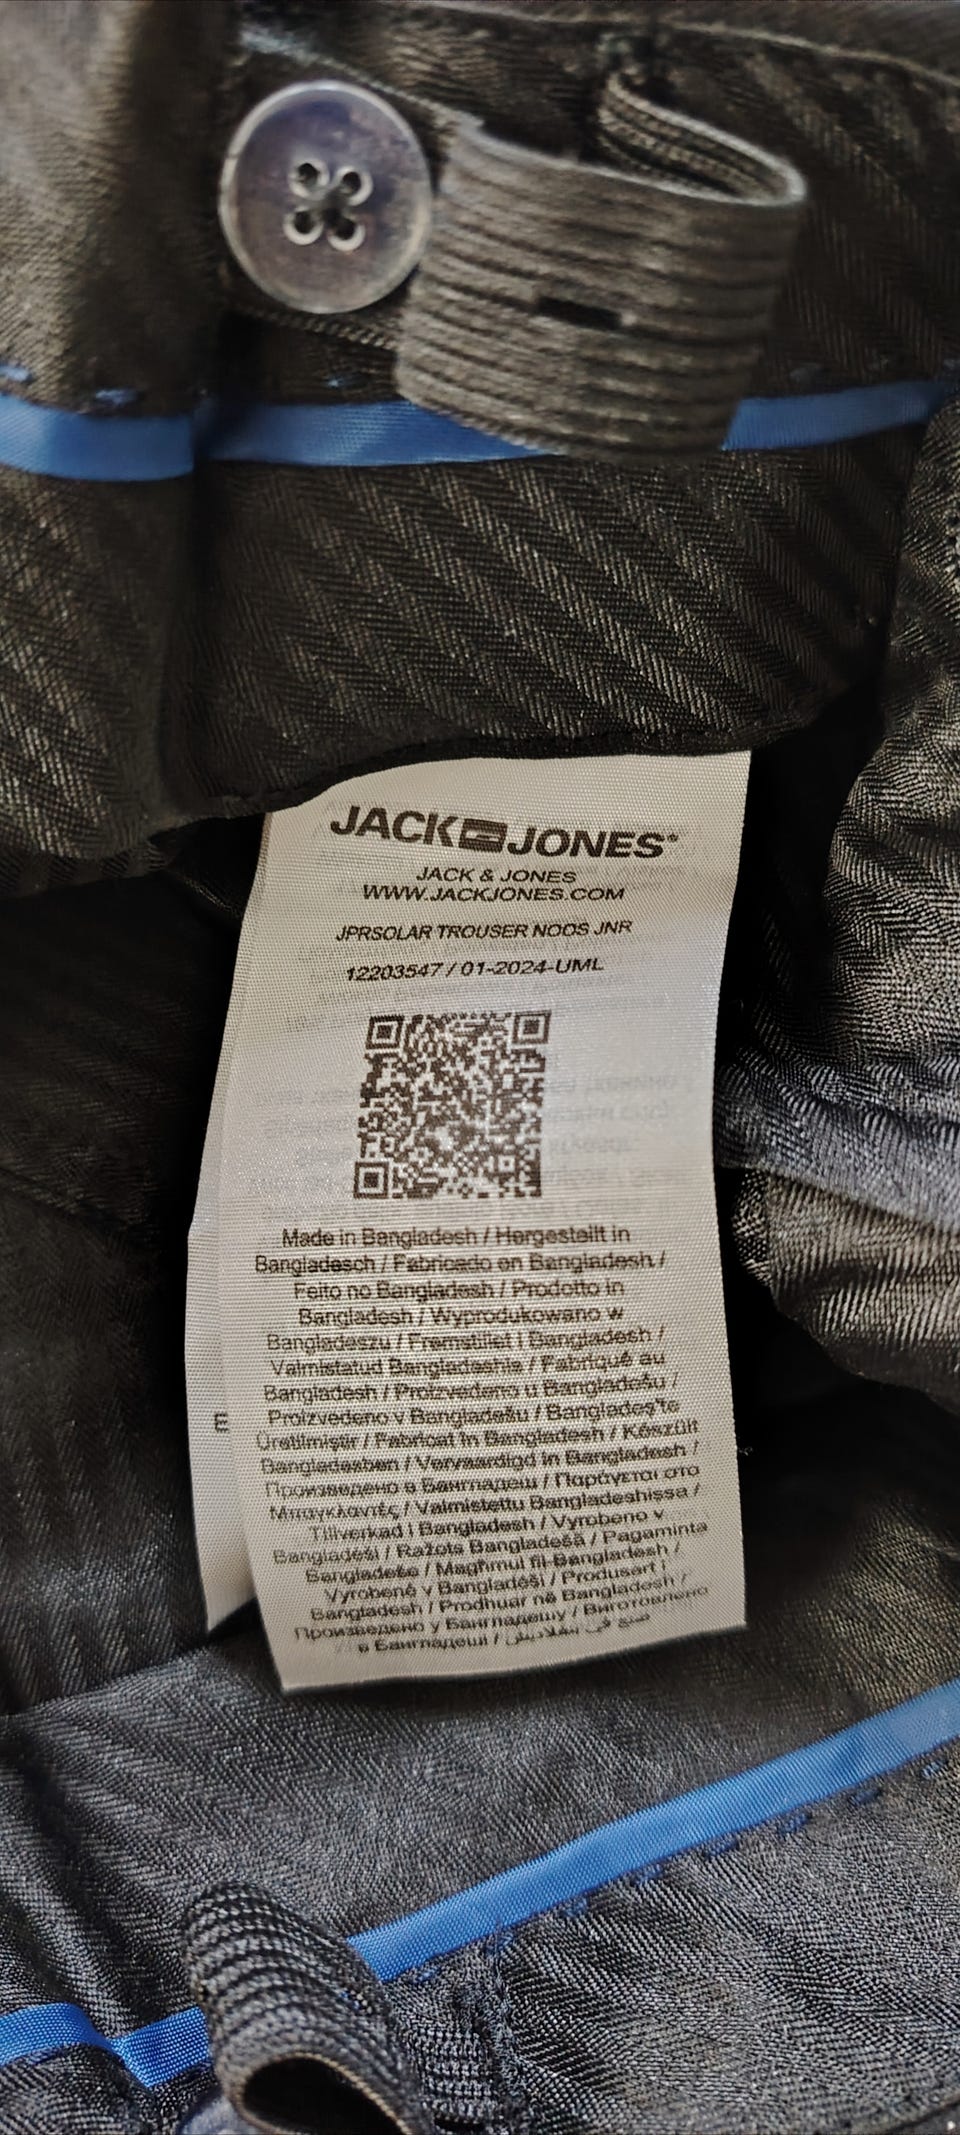 JACK JONES®
JACK & JONES
WWW.JACKJONES.COM
JPRSOLAR TROUSER NOOS JNR
12203547 / 01-2024-UML
Made in Bangladesh / Hergestellt in
Bangladesch / Fabricado en Bangladesh /
Feito no Bangladesh / Prodotto in
Bangladesh / Wyprodukowano w
Bangladeszu / Fremstillet i Bangladesh /
Valmistatud Bangladeshis / Fabriqué au
Bangladesh / Proizvedeno u Bangladešu /
Proizvedeno v Bangladešu / Bangladeş'te
Üretilmiştir / Fabricat în Bangladesh / Készült
Bangladesben / Vervaardigd in Bangladesh /
Произведено в Бангладеш / Παράγεται στο
Μπαγκλαντές / Valmistettu Bangladeshissa /
Tillverkad i Bangladesh / Vyrobeno v
Bangladéši / Ražots Bangladešā / Pagaminta
Bangladeše / Magħmul fil-Bangladesh /
Vyrobené v Bangladéši / Produsert i
Bangladesh / Prodhuar në Bangladesh /
Произведено у Бангладешу / Виготовлено
в Бангладеші / صنع في بنغلاديش
E